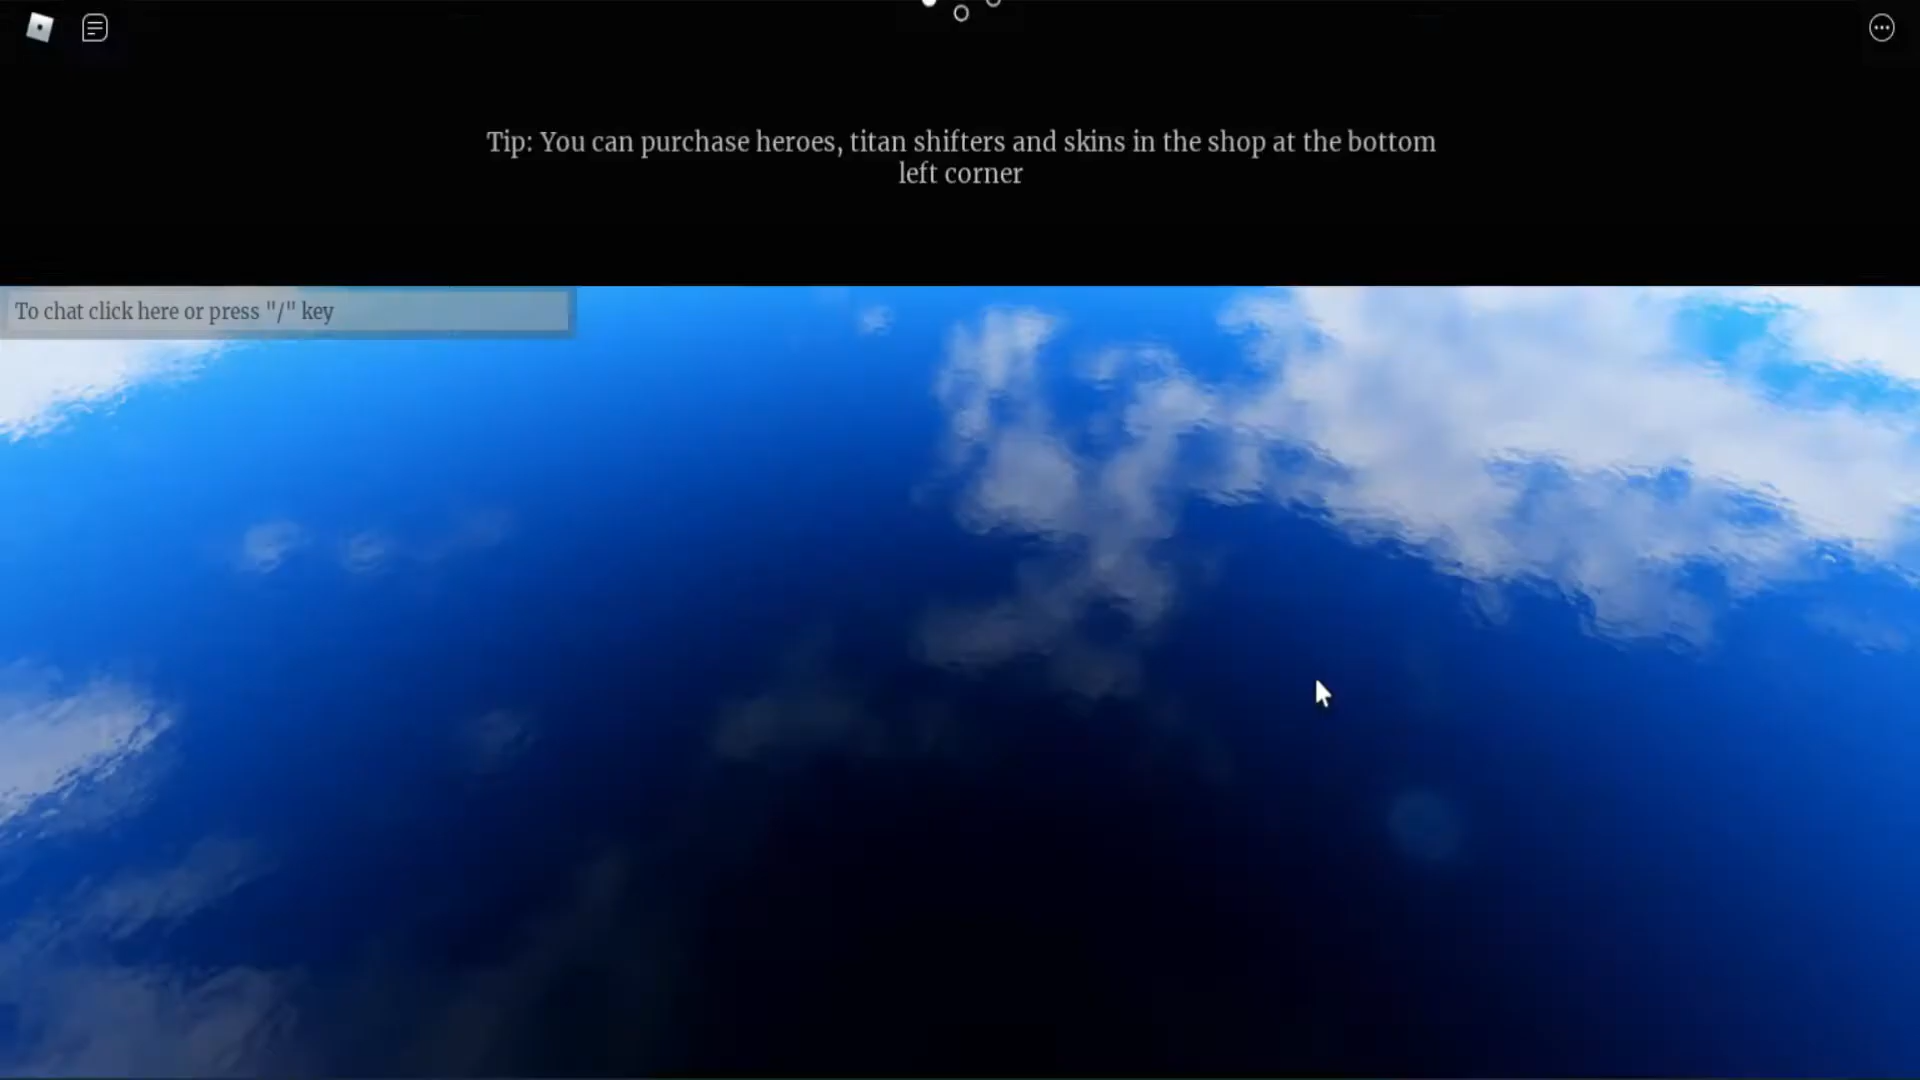 Tip: You can purchase heroes, titan shifters and skins in the shop at the bottom
left corner
To chat click here or press "/" key